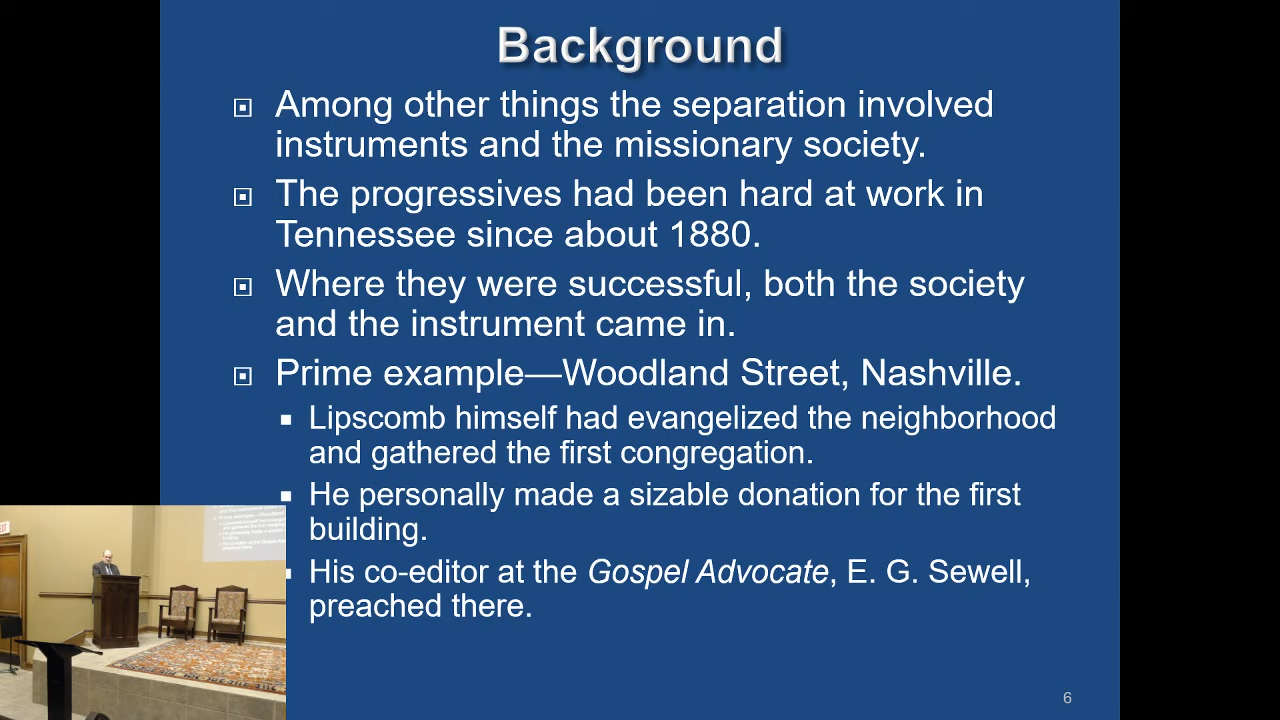 Background
Among other things the separation involved
instruments and the missionary society.
The progressives had been hard at work in
Tennessee since about 1880.
Where they were successful, both the society
and the instrument came in.
Prime example—Woodland Street, Nashville.
Lipscomb himself had evangelized the neighborhood
and gathered the first congregation.
He personally made a sizable donation for the first
building.
His co-editor at the Gospel Advocate, E. G. Sewell,
preached there.
6